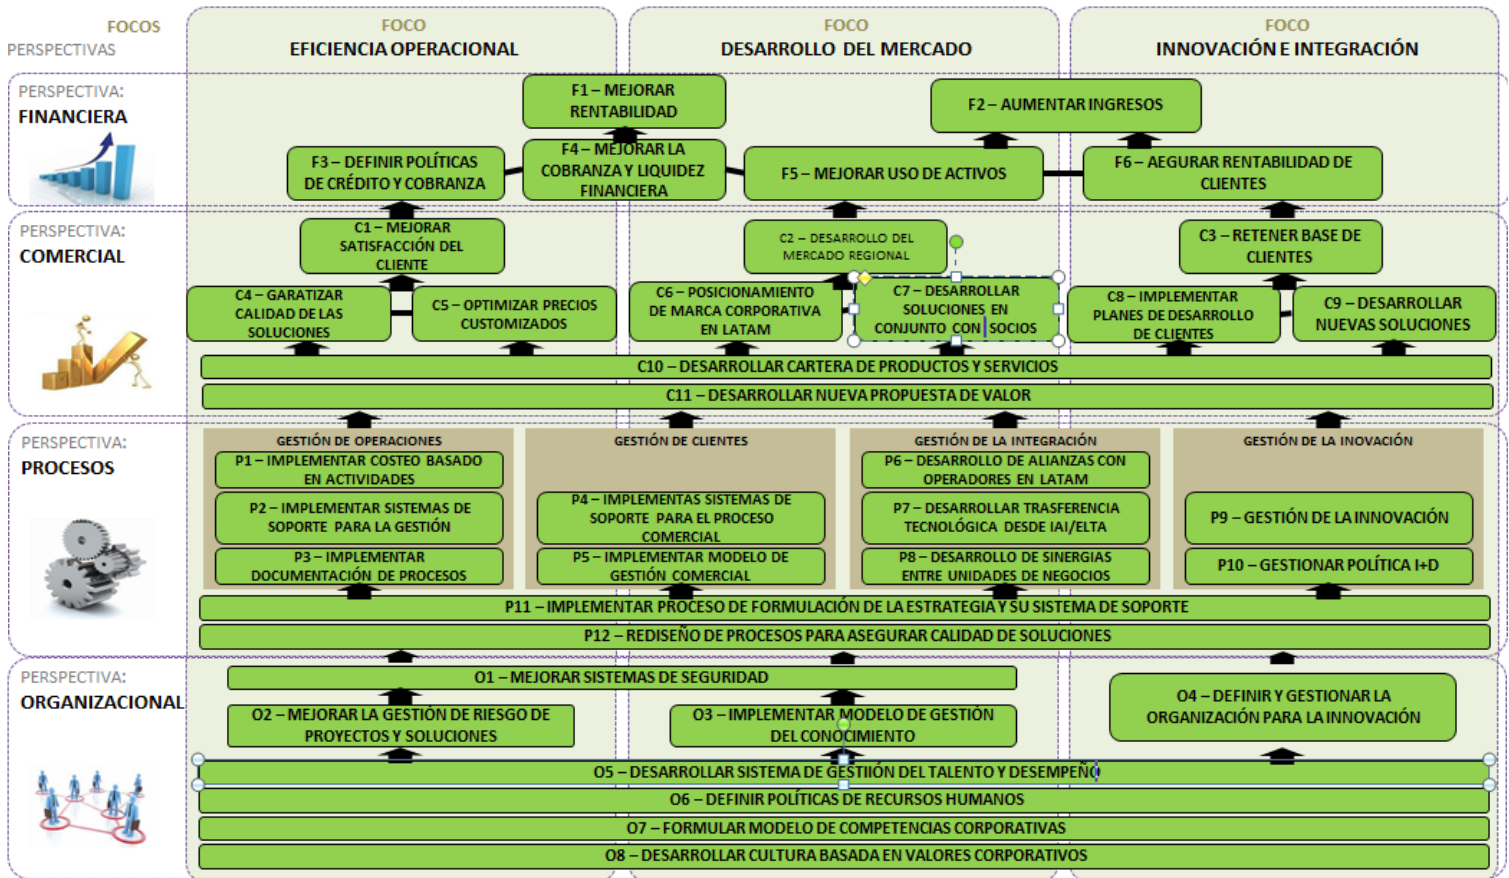 FOCOS
PERSPECTIVAS
FOCO
EFICIENCIA OPERACIONAL
FOCO
DESARROLLO DEL MERCADO
FOCO
INNOVACIÓN E INTEGRACIÓN
PERSPECTIVA:
FINANCIERA
F1 – MEJORAR
RENTABILIDAD
F2 – AUMENTAR INGRESOS
F3 – DEFINIR POLÍTICAS
DE CRÉDITO Y COBRANZA
F4 – MEJORAR LA
COBRANZA Y LIQUIDEZ
FINANCIERA
F5 – MEJORAR USO DE ACTIVOS
F6 – AEGURAR RENTABILIDAD DE
CLIENTES
PERSPECTIVA:
COMERCIAL
C1 – MEJORAR
SATISFACCIÓN DEL
CLIENTE
C2 – DESARROLLO DEL
MERCADO REGIONAL
C3 – RETENER BASE DE
CLIENTES
C4 – GARATIZAR
CALIDAD DE LAS
SOLUCIONES
C5 – OPTIMIZAR PRECIOS
CUSTOMIZADOS
C6 – POSICIONAMIENTO
DE MARCA CORPORATIVA
EN LATAM
C7 – DESARROLLAR
SOLUCIONES EN
CONJUNTO CON SOCIOS
C8 – IMPLEMENTAR
PLANES DE DESARROLLO
DE CLIENTES
C9 – DESARROLLAR
NUEVAS SOLUCIONES
C10 – DESARROLLAR CARTERA DE PRODUCTOS Y SERVICIOS
C11 – DESARROLLAR NUEVA PROPUESTA DE VALOR
PERSPECTIVA:
PROCESOS
GESTIÓN DE OPERACIONES
P1 – IMPLEMENTAR COSTEO BASADO
EN ACTIVIDADES
P2 – IMPLEMENTAR SISTEMAS DE
SOPORTE PARA LA GESTIÓN
P3 – IMPLEMENTAR
DOCUMENTACIÓN DE PROCESOS
GESTIÓN DE CLIENTES
P4 – IMPLEMENTAS SISTEMAS DE
SOPORTE PARA EL PROCESO
COMERCIAL
P5 – IMPLEMENTAR MODELO DE
GESTIÓN COMERCIAL
GESTIÓN DE LA INTEGRACIÓN
P6 – DESARROLLO DE ALIANZAS CON
OPERADORES EN LATAM
P7 – DESARROLLAR TRASFERENCIA
TECNOLÓGICA DESDE IAI/ELTA
P8 – DESARROLLO DE SINERGIAS
ENTRE UNIDADES DE NEGOCIOS
GESTIÓN DE LA INOVACIÓN
P9 – GESTIÓN DE LA INNOVACIÓN
P10 – GESTIONAR POLÍTICA I+D
P11 – IMPLEMENTAR PROCESO DE FORMULACIÓN DE LA ESTRATEGIA Y SU SISTEMA DE SOPORTE
P12 – REDISEÑO DE PROCESOS PARA ASEGURAR CALIDAD DE SOLUCIONES
PERSPECTIVA:
ORGANIZACIONAL
O1 – MEJORAR SISTEMAS DE SEGURIDAD
O2 – MEJORAR LA GESTIÓN DE RIESGO DE
PROYECTOS Y SOLUCIONES
O3 – IMPLEMENTAR MODELO DE GESTIÓN
DEL CONOCIMIENTO
O4 – DEFINIR Y GESTIONAR LA
ORGANIZACIÓN PARA LA INNOVACIÓN
O5 – DESARROLLAR SISTEMA DE GESTIIÓN DEL TALENTO Y DESEMPEÑO
O6 – DEFINIR POLÍTICAS DE RECURSOS HUMANOS
O7 – FORMULAR MODELO DE COMPETENCIAS CORPORATIVAS
O8 – DESARROLLAR CULTURA BASADA EN VALORES CORPORATIVOS